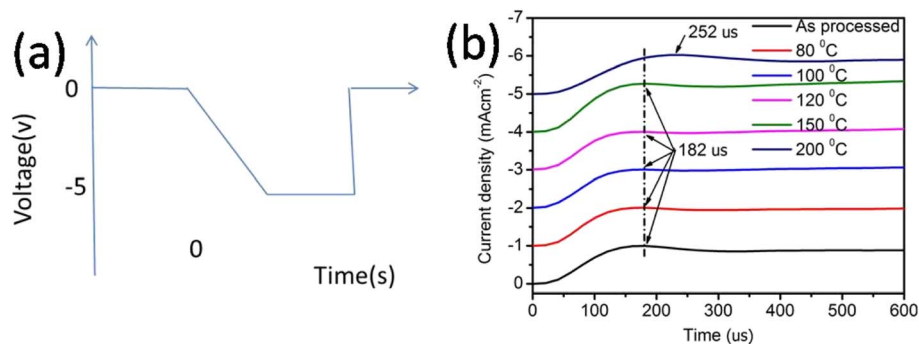 (a)
0
Voltage(v)
-5
0
Time(s)
(b)
-7
-6
-5
-4
-3
-2
-1
0
Current density (mAcm⁻²)
252 us
182 us
As processed
80 ⁰C
100 ⁰C
120 ⁰C
150 ⁰C
200 ⁰C
0 100 200 300 400 500 600
Time (us)